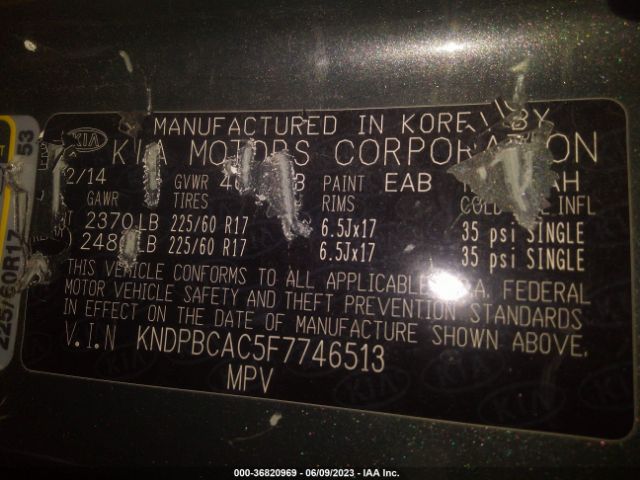 MANUFACTURED IN KOREA BY
KIA KIA MOTORS CORPORATION
2/14 GVWR PAINT EAB
GAWR TIRES RIMS INFL
2370LB 225/60 R17 6.5Jx17 35 psi SINGLE
225/60 R17 6.5Jx17 35 psi SINGLE
THIS VEHICLE CONFORMS TO ALL APPLICABLE FEDERAL
MOTOR VEHICLE SAFETY AND THEFT PREVENTION STANDARDS
IN EFFECT ON THE DATE OF MANUFACTURE SHOWN ABOVE.
V.I.N KNDPBCAC5F7746513
MPV
53
225/60R17
000-36820969 - 06/09/2023 - IAA Inc.